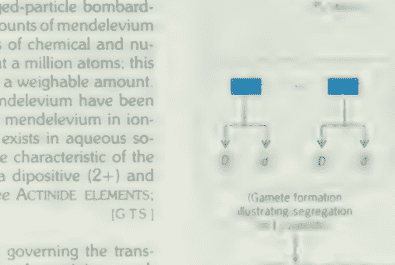 ged-particle bombard-
ounts of mendelevium
s of chemical and nu-
ut a million atoms; this
a weighable amount.
ndelevium have been
mendelevium in ion-
exists in aqueous so-
e characteristic of the
a dipositive (2+) and
ee ACTINIDE ELEMENTS;
[GTS]
governing the trans-
D d D d
(Gamete formation
illustrating segregation